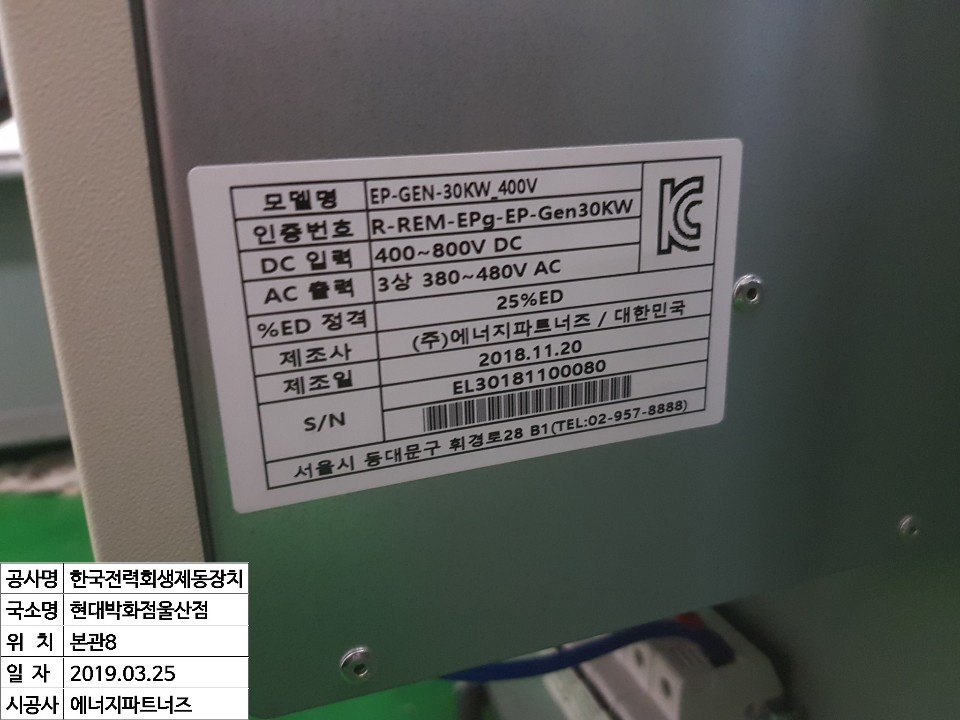 모델명 EP-GEN-30KW_400V
인증번호 R-REM-EPg-EP-Gen30KW
DC 입력 400~800V DC
AC 출력 3상 380~480V AC
%ED 정격 25%ED
제조사 (주)에너지파트너즈 / 대한민국
제조일 2018.11.20
S/N EL30181100080
서울시 동대문구 휘경로28 B1(TEL:02-957-8888)
공사명 한국전력회생제동장치
국소명 현대박화점울산점
위 치 본관8
일 자 2019.03.25
시공사 에너지파트너즈